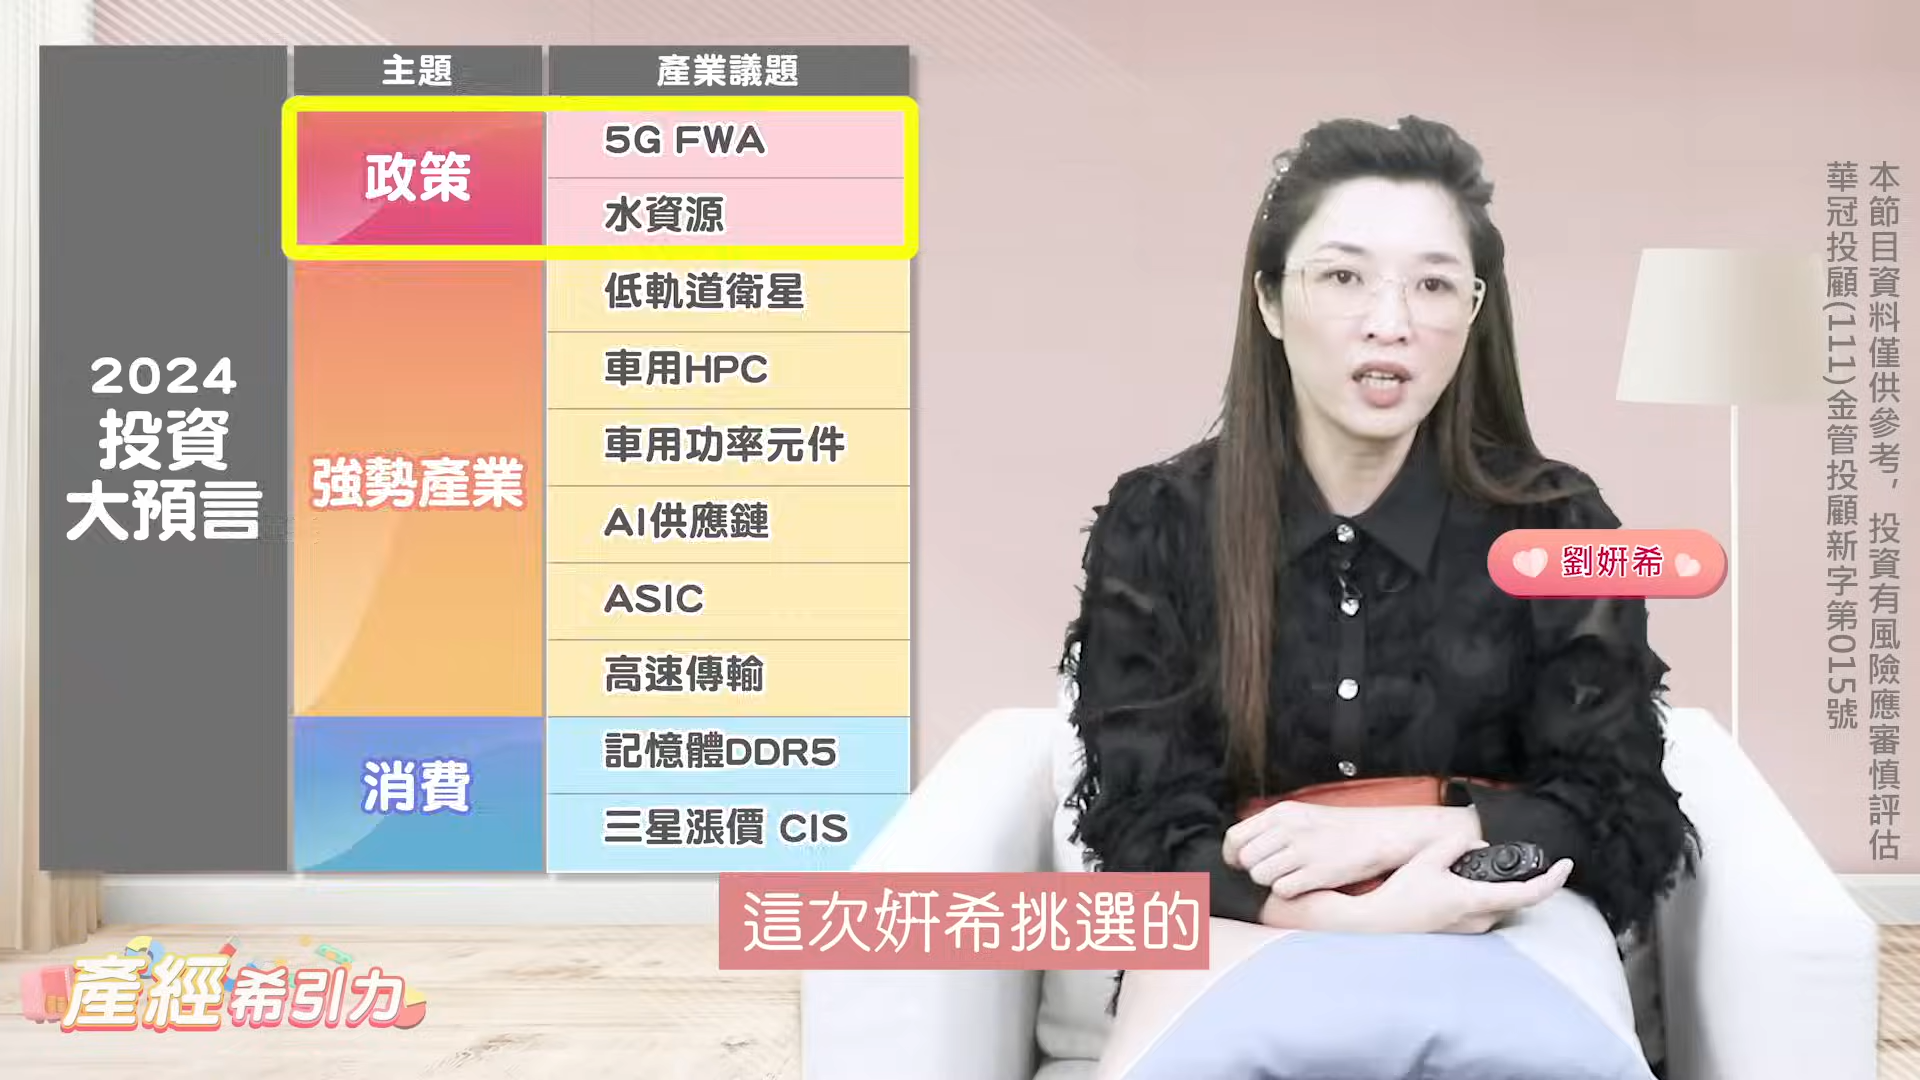 主題
產業議題
2024
投資
大預言
政策
5G FWA
水資源
強勢產業
低軌道衛星
車用HPC
車用功率元件
AI供應鏈
ASIC
高速傳輸
消費
記憶體DDR5
三星漲價 CIS
劉妍希
本節目資料僅供參考，投資有風險應審慎評估
華冠投顧(111)金管投顧新字第015號
這次妍希挑選的
產經希引力